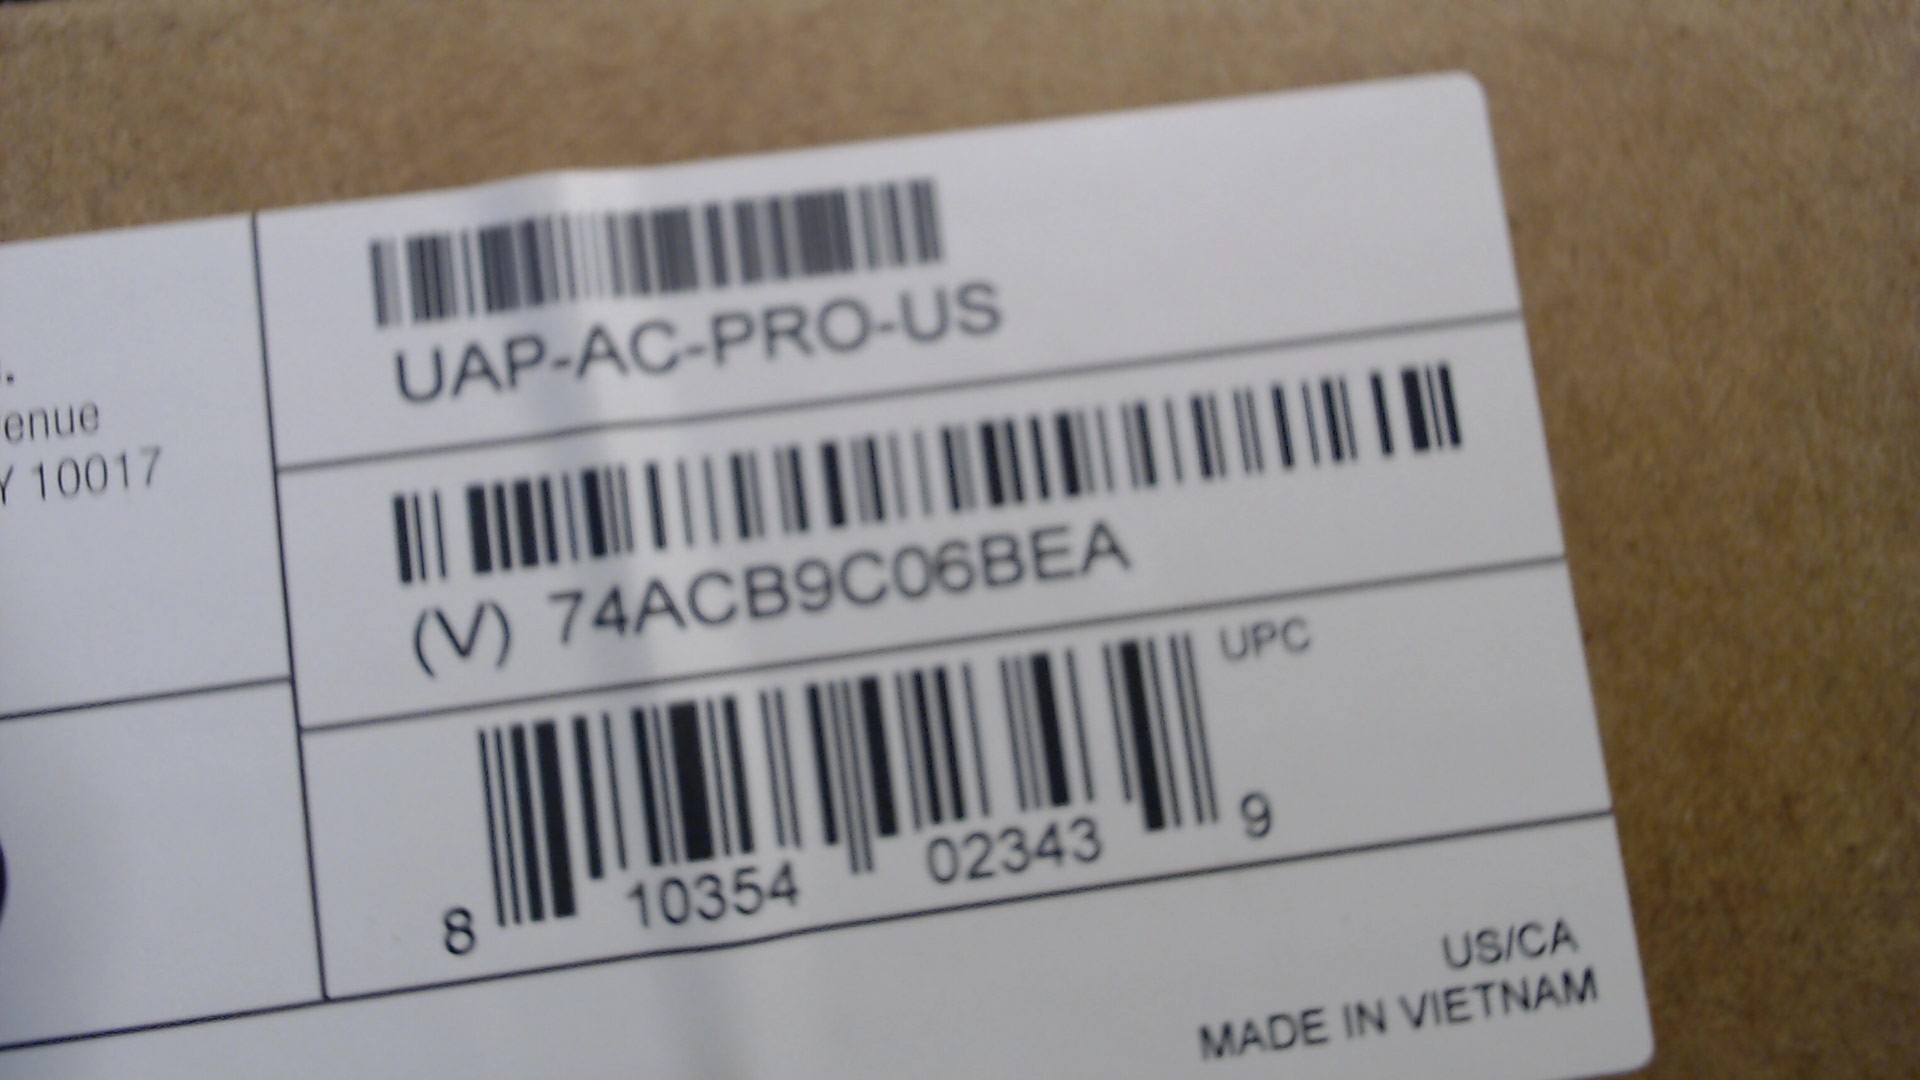 enue
Y 10017
UAP-AC-PRO-US
(V) 74ACB9C06BEA
UPC
8 10354 02343 9
US/CA
MADE IN VIETNAM